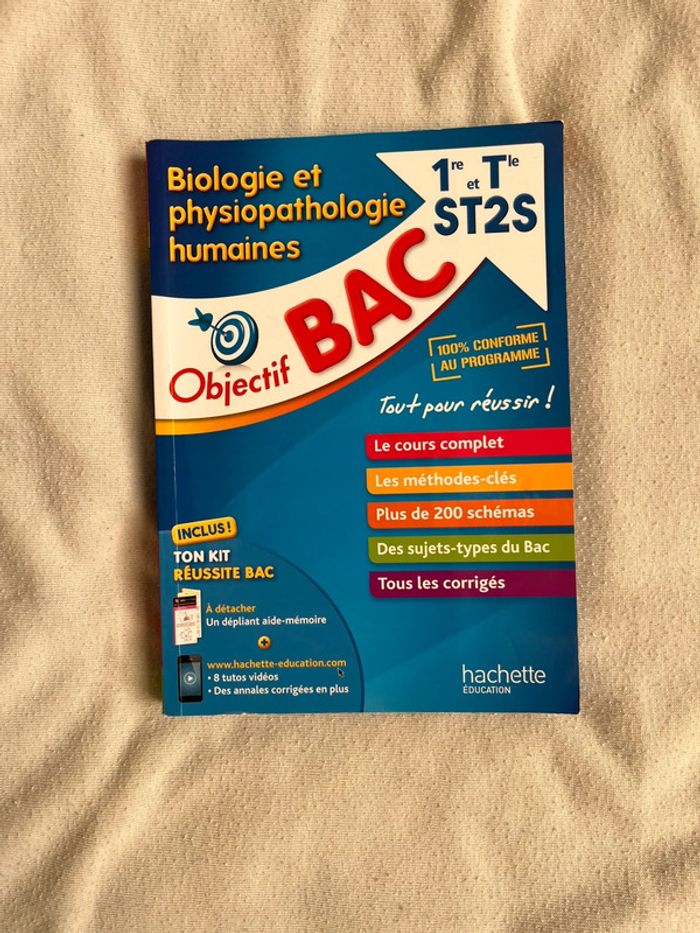 Biologie et
physiopathologie
humaines
1re et Tle
ST2S
Objectif BAC
100% CONFORME
AU PROGRAMME
Tout pour réussir !
Le cours complet
Les méthodes-clés
Plus de 200 schémas
Des sujets-types du Bac
Tous les corrigés
INCLUS !
TON KIT
RÉUSSITE BAC
À détacher
Un dépliant aide-mémoire
+
www.hachette-education.com
• 8 tutos vidéos
• Des annales corrigées en plus
hachette
ÉDUCATION